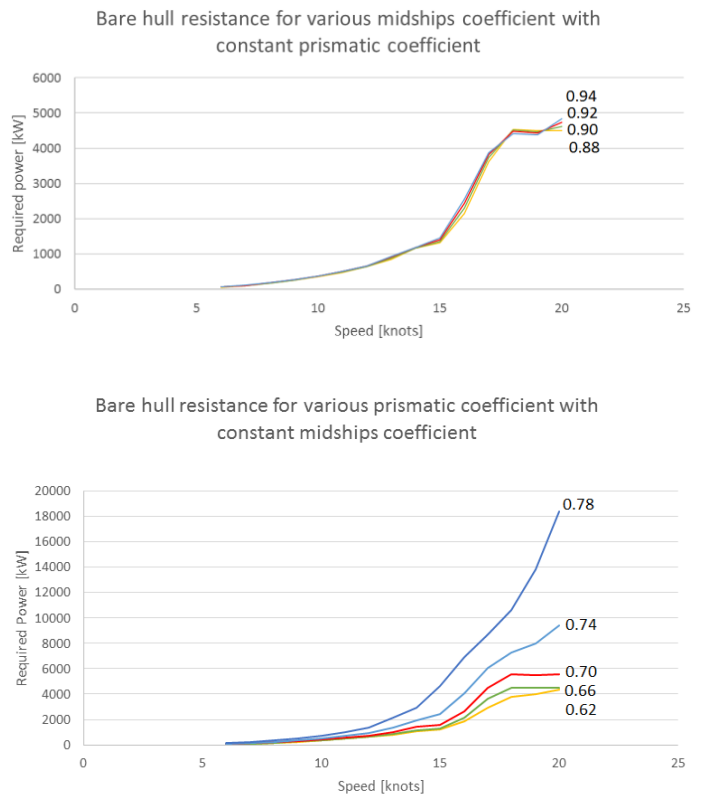 Bare hull resistance for various midships coefficient with
constant prismatic coefficient
6000
5000
4000
3000
2000
1000
0
Required power [kW]
0.94
0.92
0.90
0.88
0 5 10 15 20 25
Speed [knots]
Bare hull resistance for various prismatic coefficient with
constant midships coefficient
20000
18000
16000
14000
12000
10000
8000
6000
4000
2000
0
Required Power [kW]
0.78
0.74
0.70
0.66
0.62
0 5 10 15 20 25
Speed [knots]